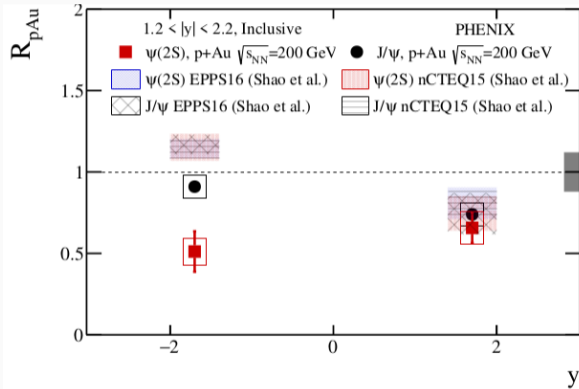 R_pAu
2
1.5
1
0.5
0
−2
0
2
y
1.2 < |y| < 2.2, Inclusive PHENIX
ψ(2S), p+Au √s_NN=200 GeV J/ψ, p+Au √s_NN=200 GeV
ψ(2S) EPPS16 (Shao et al.) ψ(2S) nCTEQ15 (Shao et al.)
J/ψ EPPS16 (Shao et al.) J/ψ nCTEQ15 (Shao et al.)